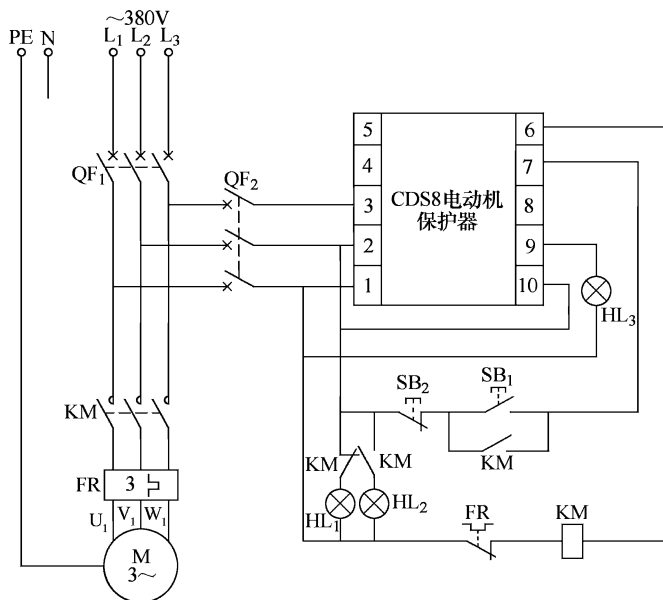 ~380V
PE N L₁ L₂ L₃
QF₁
QF₂
5 6
4 7
CDS8电动机
保护器
3 8
2 9
1 10
HL₃
KM
SB₂ SB₁
KM
KM KM
FR 3
HL₁ HL₂
U₁ V₁ W₁
FR KM
M
3~